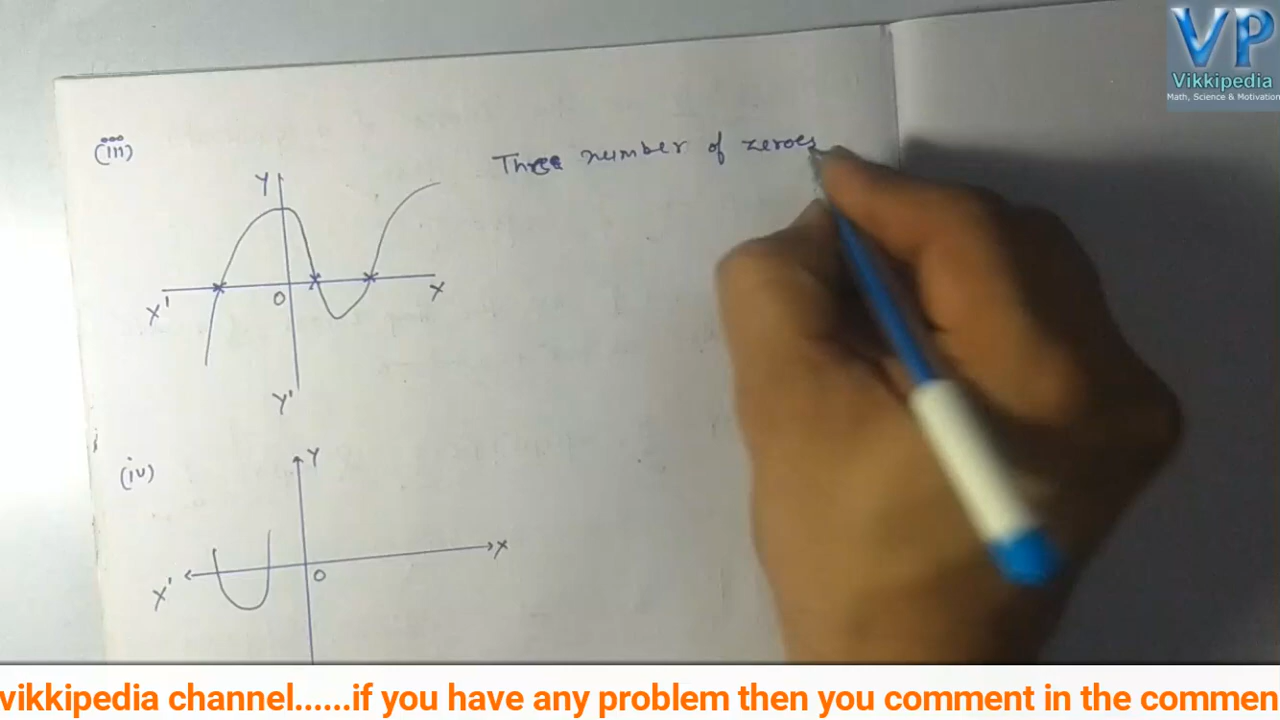 VP
Vikkipedia
Math, Science & Motivation
(iii)
Three number of zeroes
Y
X'
O
X
Y'
(iv)
Y
X
X'
O
vikkipedia channel......if you have any problem then you comment in the commen